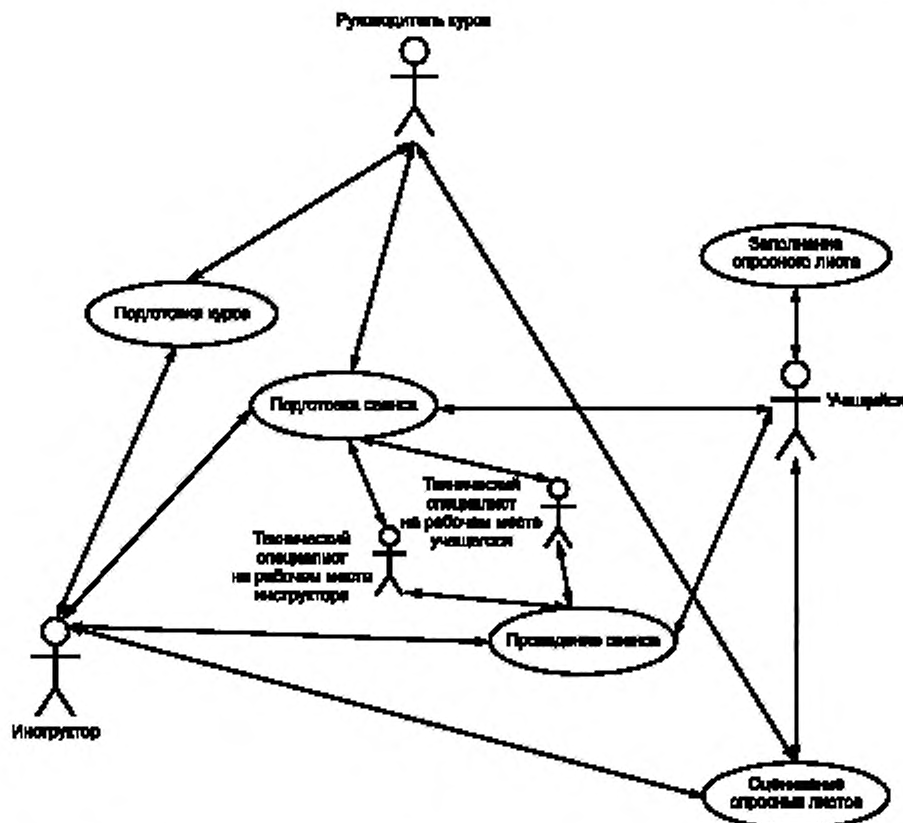 Руководитель курса
Заполнение
опросного листа
Подготовка курса
Учащийся
Подготовка сеанса
Технический
специалист
на рабочем месте
учащегося
Технический
специалист
на рабочем месте
инструктора
Проведение сеанса
Инструктор
Оценивание
опросных листов